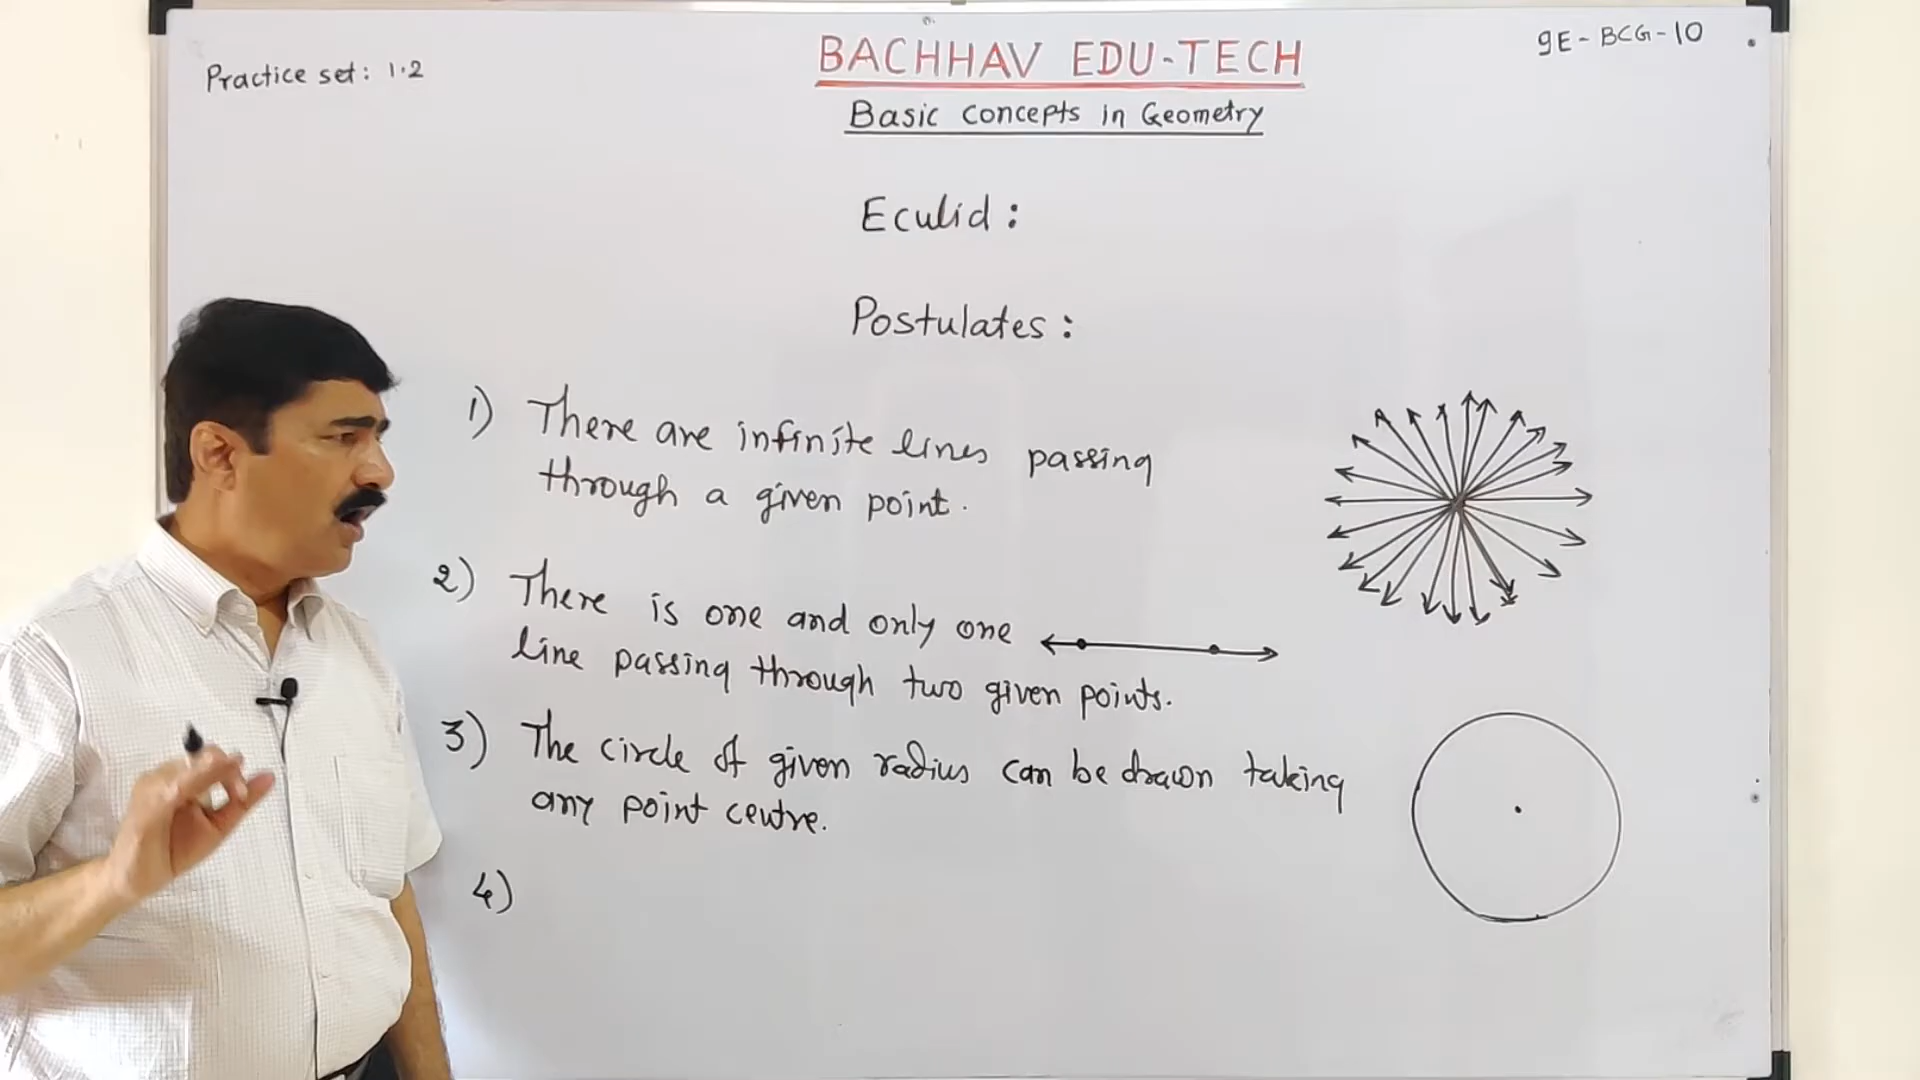 Practice set: 1.2
BACHHAV EDU-TECH
9E-BCG-10
Basic Concepts in Geometry
Eculid:
Postulates:
1) There are infinite lines passing
through a given point.
2) There is one and only one
line passing through two given points.
3) The circle of given radius can be drawn taking
any point centre.
4)